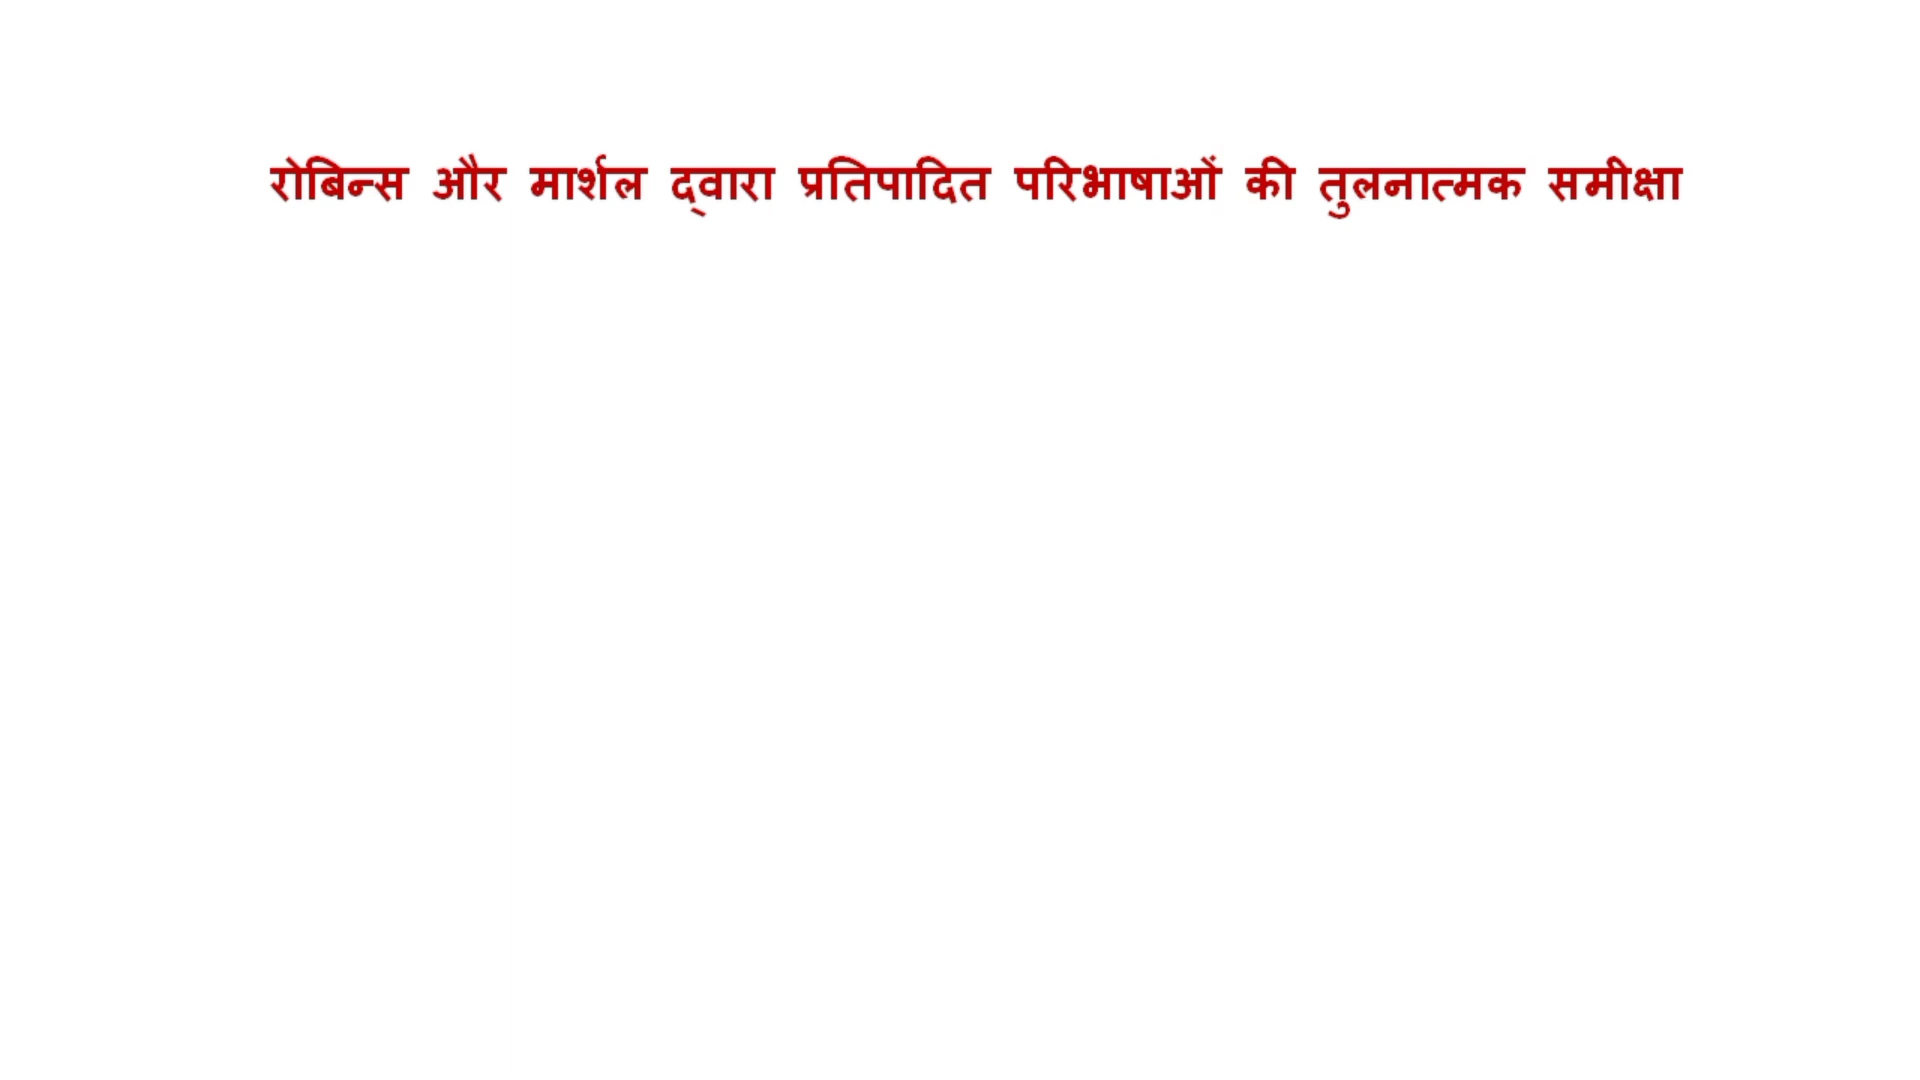 रोबिन्स और मार्शल द्वारा प्रतिपादित परिभाषाओं की तुलनात्मक समीक्षा